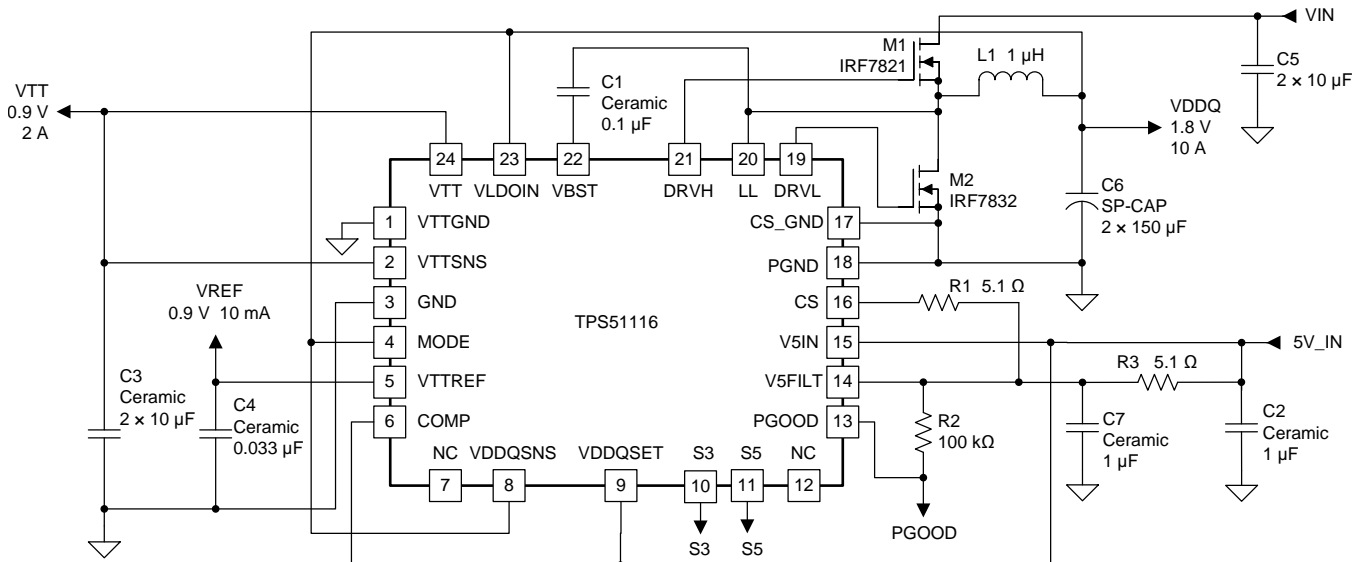 VIN
M1
IRF7821
L1 1 µH
C5
2 × 10 µF
VTT
0.9 V
2 A
C1
Ceramic
0.1 µF
VDDQ
1.8 V
10 A
24
23
22
21
20
19
VTT
VLDOIN
VBST
DRVH
LL
DRVL
M2
IRF7832
C6
SP-CAP
2 × 150 µF
1
VTTGND
CS_GND
17
2
VTTSNS
PGND
18
VREF
0.9 V 10 mA
3
GND
CS
16
R1 5.1 Ω
TPS51116
4
MODE
V5IN
15
5V_IN
R3 5.1 Ω
5
VTTREF
V5FILT
14
C3
Ceramic
2 × 10 µF
C4
Ceramic
0.033 µF
6
COMP
PGOOD
13
R2
100 kΩ
C7
Ceramic
1 µF
C2
Ceramic
1 µF
NC
VDDQSNS
VDDQSET
S3
S5
NC
7
8
9
10
11
12
PGOOD
S3
S5